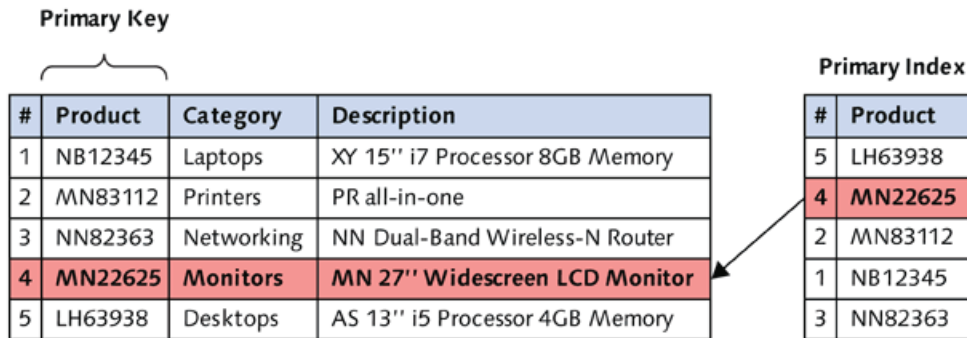 Primary Key
Primary Index
# Product Category Description
1 NB12345 Laptops XY 15'' i7 Processor 8GB Memory
2 MN83112 Printers PR all-in-one
3 NN82363 Networking NN Dual-Band Wireless-N Router
4 MN22625 Monitors MN 27'' Widescreen LCD Monitor
5 LH63938 Desktops AS 13'' i5 Processor 4GB Memory
# Product
5 LH63938
4 MN22625
2 MN83112
1 NB12345
3 NN82363